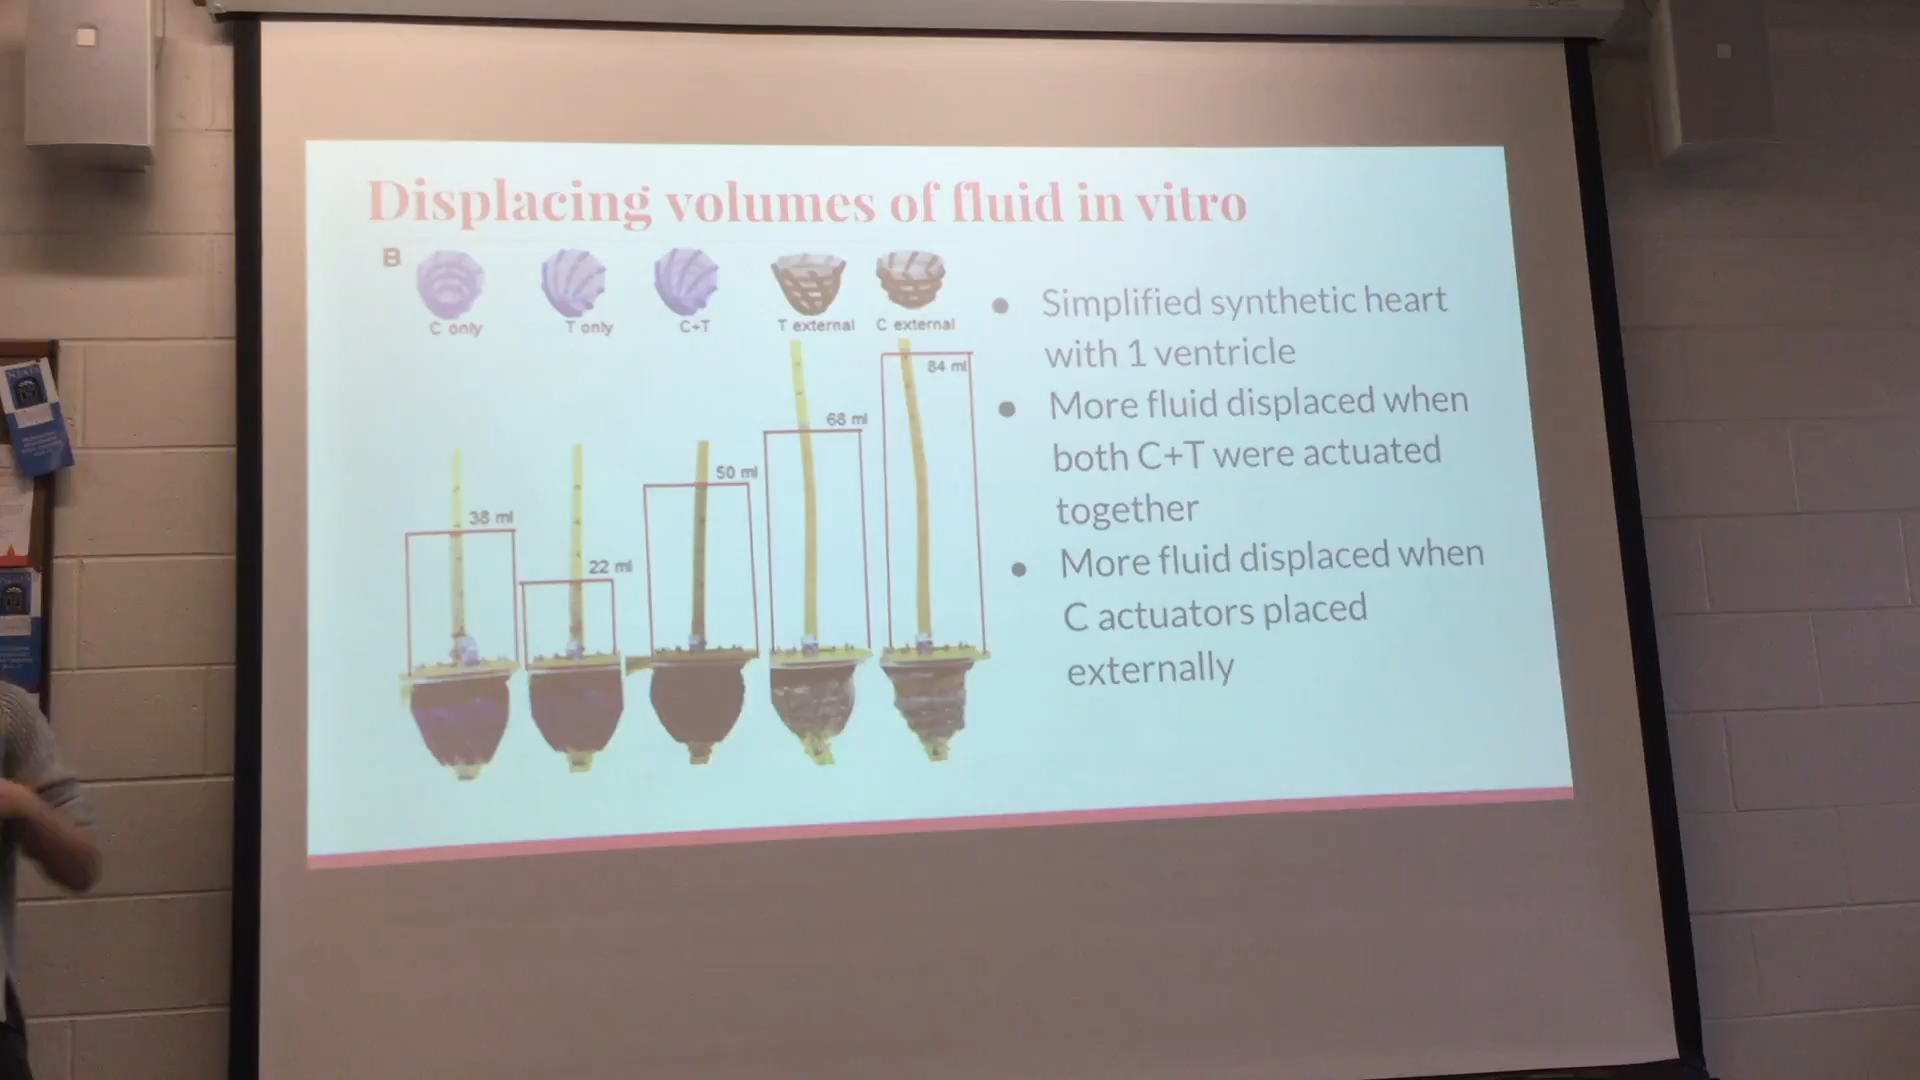 Displacing volumes of fluid in vitro
B
C only
T only
C+T
T external
C external
38 ml
22 ml
50 ml
68 ml
84 ml
● Simplified synthetic heart
with 1 ventricle
● More fluid displaced when
both C+T were actuated
together
● More fluid displaced when
C actuators placed
externally